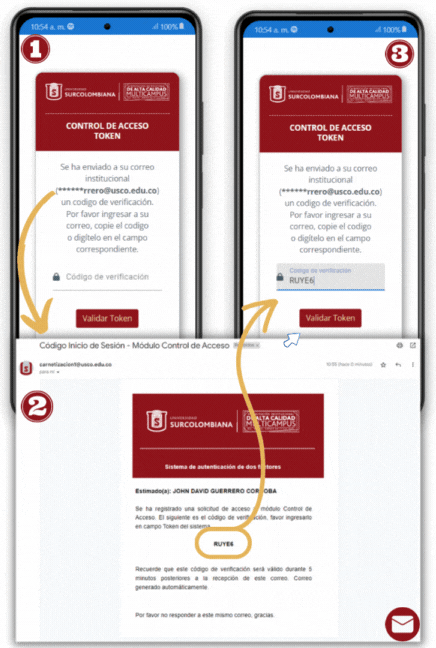 1
10:54 a. m.
100%
UNIVERSIDAD
SURCOLOMBIANA
DE ALTA CALIDAD
MULTICAMPUS
CONTROL DE ACCESO
TOKEN
Se ha enviado a su correo
institucional
(******rrero@usco.edu.co)
un codigo de verificación.
Por favor ingresar a su
correo, copie el codigo
o digítelo en el campo
correspondiente.
Código de verificación
Validar Token
3
10:54 a. m.
100%
UNIVERSIDAD
SURCOLOMBIANA
DE ALTA CALIDAD
MULTICAMPUS
CONTROL DE ACCESO
TOKEN
Se ha enviado a su correo
institucional
(******rrero@usco.edu.co)
un codigo de verificación.
Por favor ingresar a su
correo, copie el codigo
o digítelo en el campo
correspondiente.
Código de verificación
RUYE6
Validar Token
Código Inicio de Sesión - Módulo Control de Acceso
carnetizacion1@usco.edu.co
para mí
2
UNIVERSIDAD
SURCOLOMBIANA
DE ALTA CALIDAD
MULTICAMPUS
Sistema de autenticación de dos factores
Estimado(a): JOHN DAVID GUERRERO CORDOBA
Se ha registrado una solicitud de acceso módulo Control de
Acceso. El siguiente es el código de verificación, favor ingresarlo
en campo Token del sistema
RUYE6
Recuerde que este código de verificación será válido durante 5
minutos posteriores a la recepción de este correo. Correo
generado automáticamente.
Por favor no responder a este mismo correo, gracias.